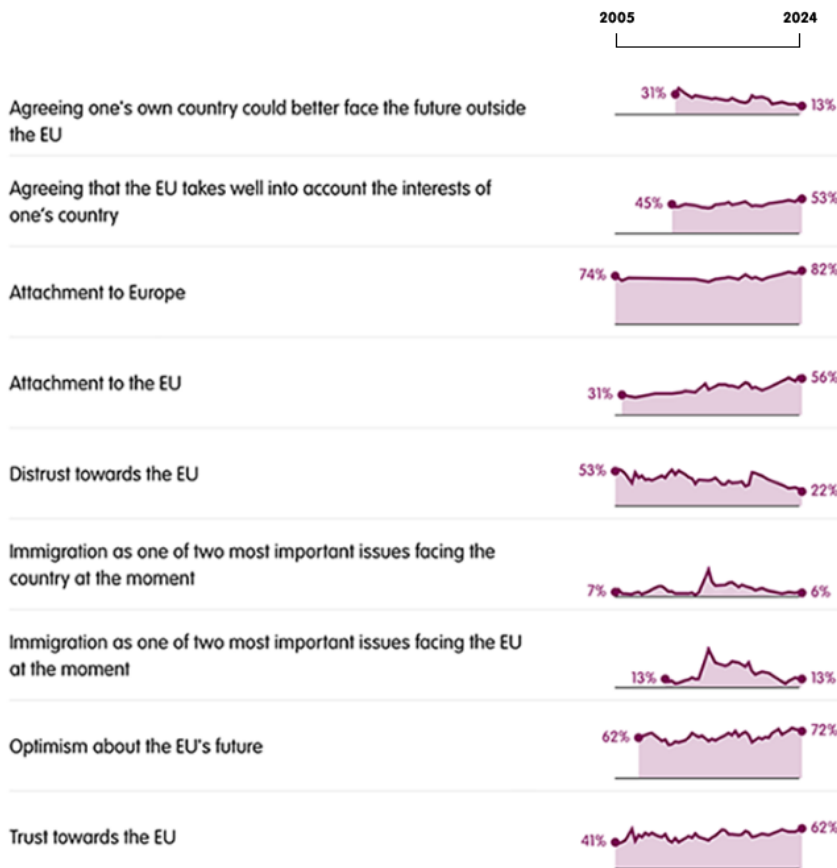 2005 2024
31% 13%
Agreeing one's own country could better face the future outside
the EU
Agreeing that the EU takes well into account the interests of
one's country
45% 53%
Attachment to Europe
74% 82%
Attachment to the EU
31% 56%
Distrust towards the EU
53% 22%
Immigration as one of two most important issues facing the
country at the moment
7% 6%
Immigration as one of two most important issues facing the EU
at the moment
13% 13%
Optimism about the EU's future
62% 72%
Trust towards the EU
41% 62%